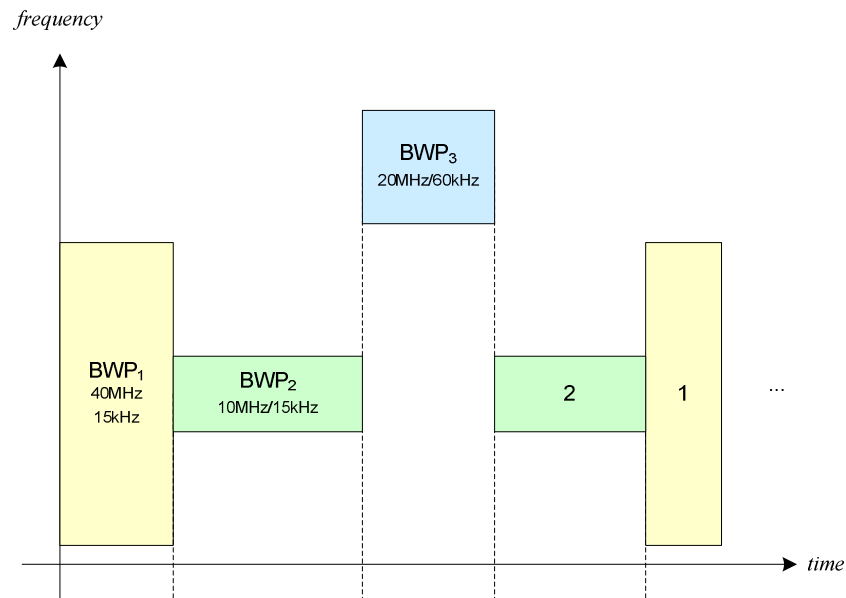 frequency
BWP₃
20MHz/60kHz
BWP₁
40MHz
15kHz
BWP₂
10MHz/15kHz
2
1
...
time